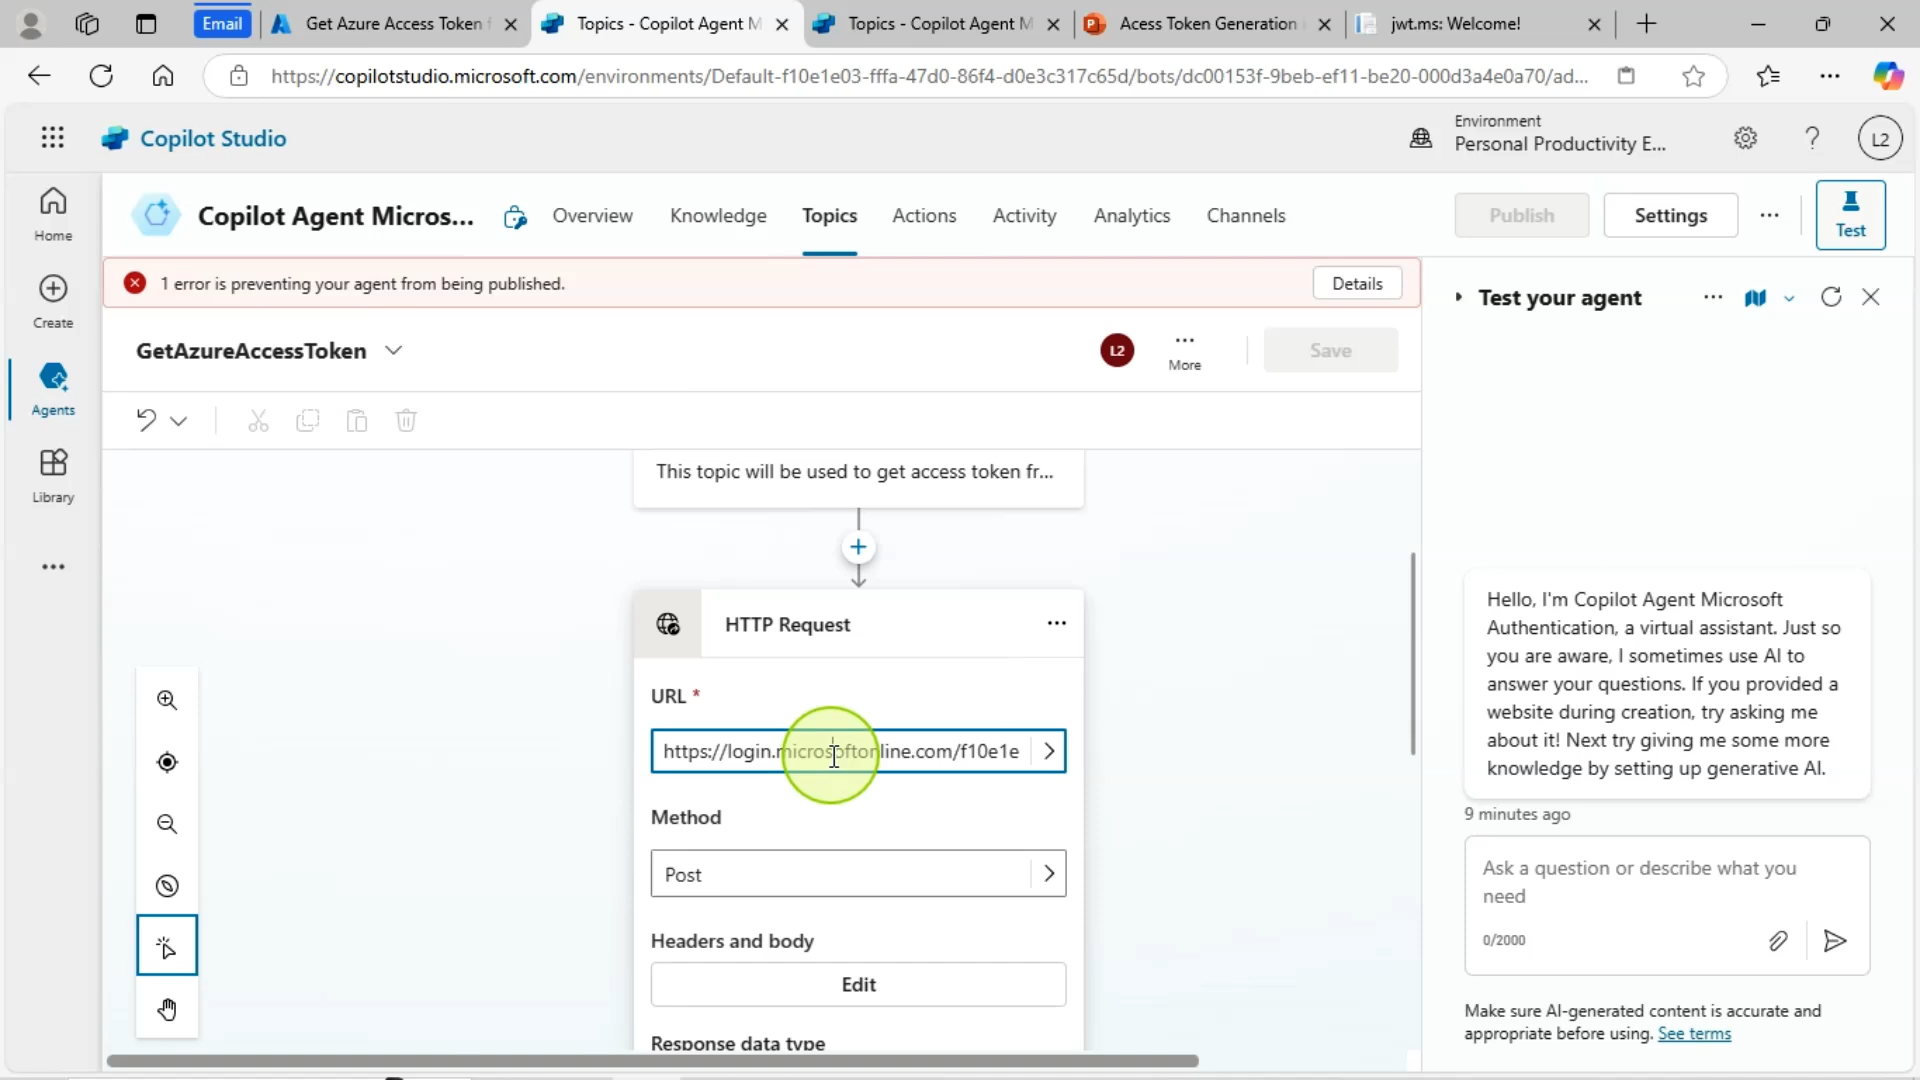 Email
Get Azure Access Token f
Topics - Copilot Agent M
Topics - Copilot Agent M
Acess Token Generation
jwt.ms: Welcome!
https://copilotstudio.microsoft.com/environments/Default-f10e1e03-fffa-47d0-86f4-d0e3c317c65d/bots/dc00153f-9beb-ef11-be20-000d3a4e0a70/ad...
Copilot Studio
Environment
Personal Productivity E...
L2
Home
Create
Agents
Library
Copilot Agent Micros...
Overview
Knowledge
Topics
Actions
Activity
Analytics
Channels
Publish
Settings
Test
1 error is preventing your agent from being published.
Details
GetAzureAccessToken
L2
More
Save
This topic will be used to get access token fr...
HTTP Request
URL *
https://login.microsoftonline.com/f10e1e
Method
Post
Headers and body
Edit
Response data type
Test your agent
Hello, I'm Copilot Agent Microsoft
Authentication, a virtual assistant. Just so
you are aware, I sometimes use AI to
answer your questions. If you provided a
website during creation, try asking me
about it! Next try giving me some more
knowledge by setting up generative AI.
9 minutes ago
Ask a question or describe what you
need
0/2000
Make sure AI-generated content is accurate and
appropriate before using. See terms